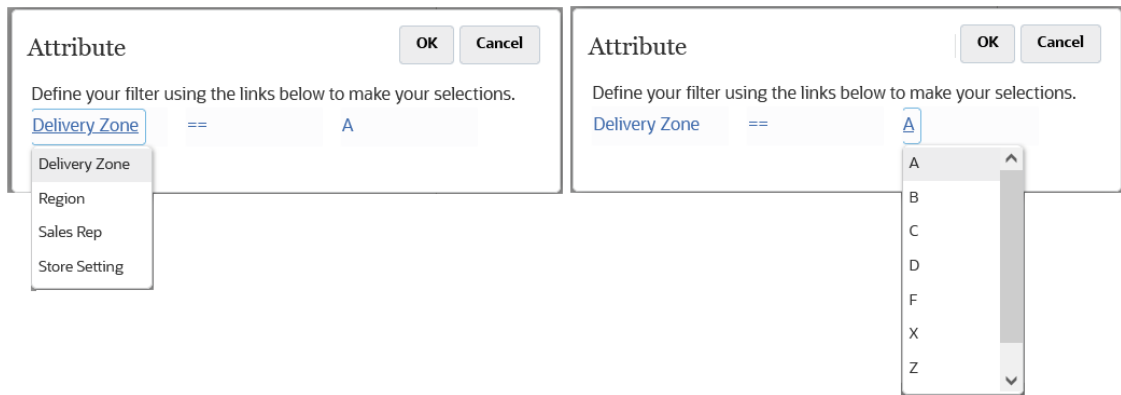 Attribute
OK
Cancel
Define your filter using the links below to make your selections.
Delivery Zone == A
Delivery Zone
Region
Sales Rep
Store Setting
Attribute
OK
Cancel
Define your filter using the links below to make your selections.
Delivery Zone == A
A
B
C
D
F
X
Z